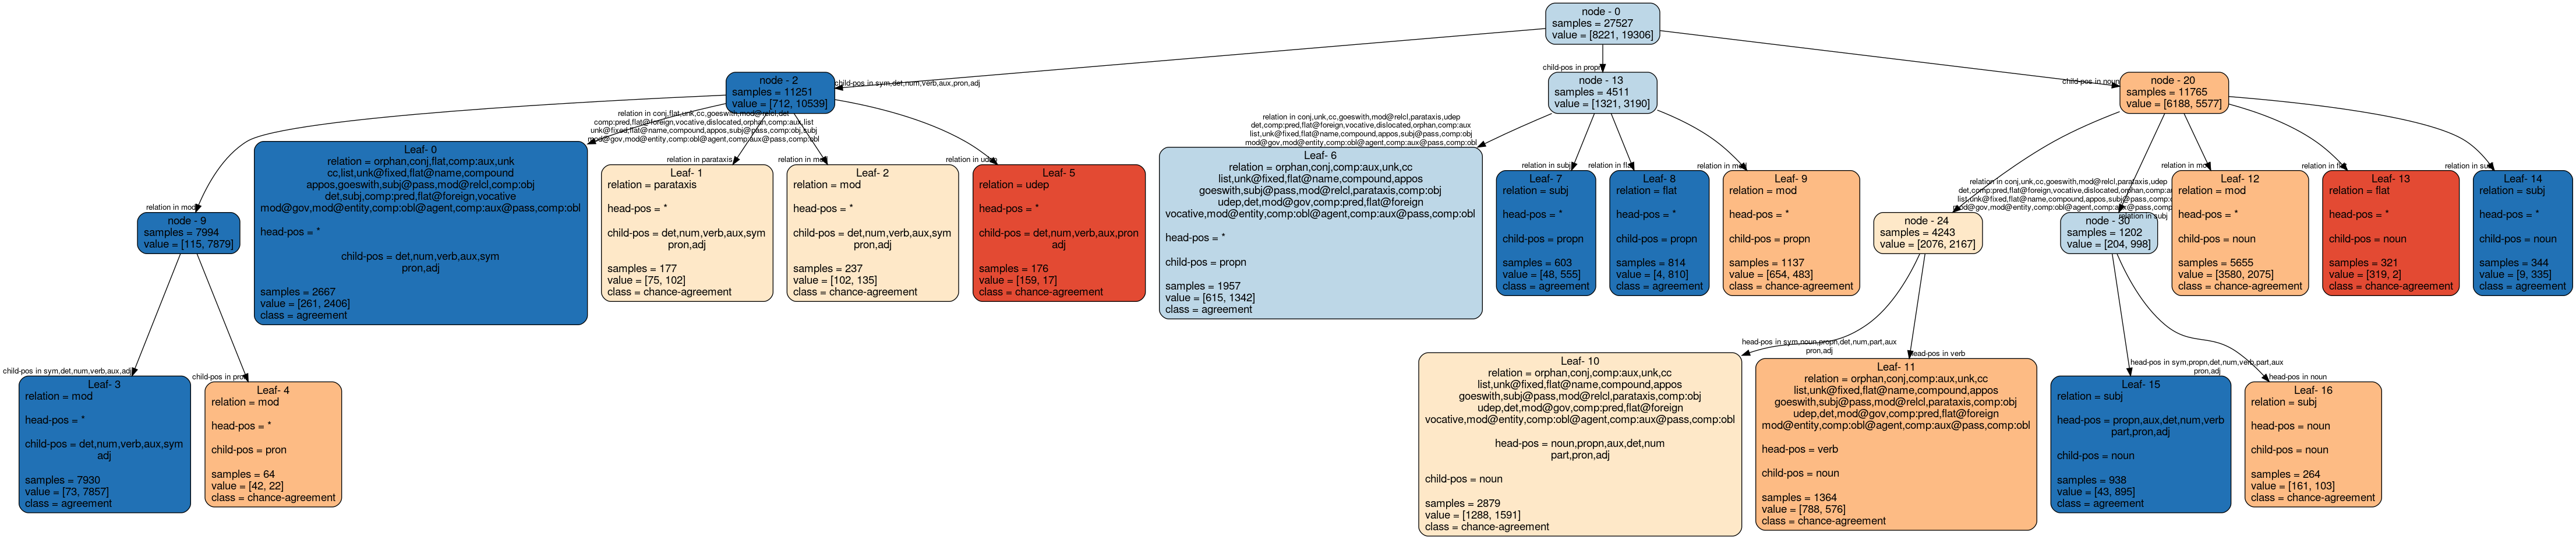 node - 0
samples = 27527
value = [8221, 19306]
child-pos in sym,det,num,verb,aux,pron,adj
child-pos in propn
child-pos in noun
node - 2
samples = 11251
value = [712, 10539]
node - 13
samples = 4511
value = [1321, 3190]
node - 20
samples = 11765
value = [6188, 5577]
relation in mod
relation in conj,flat,unk,cc,goeswith,mod@relcl,det
comp:pred,flat@foreign,vocative,dislocated,orphan,comp:aux,list
unk@fixed,flat@name,compound,appos,subj@pass,comp:obj,subj
mod@gov,mod@entity,comp:obl@agent,comp:aux@pass,comp:obl
relation in parataxis
relation in mod
relation in udep
relation in conj,unk,cc,goeswith,mod@relcl,parataxis,udep
det,comp:pred,flat@foreign,vocative,dislocated,orphan,comp:aux
list,unk@fixed,flat@name,compound,appos,subj@pass,comp:obj
mod@gov,mod@entity,comp:obl@agent,comp:aux@pass,comp:obl
relation in subj
relation in flat
relation in mod
relation in conj,unk,cc,goeswith,mod@relcl,parataxis,udep
relation in subj
relation in mod
node - 9
samples = 7994
value = [115, 7879]
Leaf- 0
relation = orphan,conj,flat,comp:aux,unk
cc,list,unk@fixed,flat@name,compound
appos,goeswith,subj@pass,mod@relcl,comp:obj
det,subj,comp:pred,flat@foreign,vocative
mod@gov,mod@entity,comp:obl@agent,comp:aux@pass,comp:obl
head-pos = *
child-pos = det,num,verb,aux,sym
pron,adj
samples = 2667
value = [261, 2406]
class = agreement
Leaf- 1
relation = parataxis
head-pos = *
child-pos = det,num,verb,aux,sym
pron,adj
samples = 177
value = [75, 102]
class = chance-agreement
Leaf- 2
relation = mod
head-pos = *
child-pos = det,num,verb,aux,sym
pron,adj
samples = 237
value = [102, 135]
class = chance-agreement
Leaf- 5
relation = udep
head-pos = *
child-pos = det,num,verb,aux,pron
adj
samples = 176
value = [159, 17]
class = chance-agreement
Leaf- 6
relation = orphan,conj,comp:aux,unk,cc
list,unk@fixed,flat@name,compound,appos
goeswith,subj@pass,mod@relcl,parataxis,comp:obj
udep,det,mod@gov,comp:pred,flat@foreign
vocative,mod@entity,comp:obl@agent,comp:aux@pass,comp:obl
head-pos = *
child-pos = propn
samples = 1957
value = [615, 1342]
class = agreement
Leaf- 7
relation = subj
head-pos = *
child-pos = propn
samples = 603
value = [48, 555]
class = agreement
Leaf- 8
relation = flat
head-pos = *
child-pos = propn
samples = 814
value = [4, 810]
class = agreement
Leaf- 9
relation = mod
head-pos = *
child-pos = propn
samples = 1137
value = [654, 483]
class = chance-agreement
node - 24
samples = 4243
value = [2076, 2167]
node - 30
samples = 1202
value = [204, 998]
Leaf- 12
relation = mod
head-pos = *
child-pos = noun
samples = 5655
value = [3580, 2075]
class = chance-agreement
Leaf- 13
relation = flat
head-pos = *
child-pos = noun
samples = 321
value = [319, 2]
class = chance-agreement
Leaf- 14
relation = subj
head-pos = *
child-pos = noun
samples = 344
value = [9, 335]
class = agreement
child-pos in sym,det,num,verb,aux,adj
child-pos in pron
Leaf- 3
relation = mod
head-pos = *
child-pos = det,num,verb,aux,sym
adj
samples = 7930
value = [73, 7857]
class = agreement
Leaf- 4
relation = mod
head-pos = *
child-pos = pron
samples = 64
value = [42, 22]
class = chance-agreement
head-pos in sym,noun,propn,det,num,part,aux
pron,adj
head-pos in verb
Leaf- 10
relation = orphan,conj,comp:aux,unk,cc
list,unk@fixed,flat@name,compound,appos
goeswith,subj@pass,mod@relcl,parataxis,comp:obj
udep,det,mod@gov,comp:pred,flat@foreign
vocative,mod@entity,comp:obl@agent,comp:aux@pass,comp:obl
head-pos = noun,propn,aux,det,num
part,pron,adj
child-pos = noun
samples = 2879
value = [1288, 1591]
class = chance-agreement
Leaf- 11
relation = orphan,conj,comp:aux,unk,cc
list,unk@fixed,flat@name,compound,appos
goeswith,subj@pass,mod@relcl,parataxis,comp:obj
udep,det,mod@gov,comp:pred,flat@foreign
mod@entity,comp:obl@agent,comp:aux@pass,comp:obl
head-pos = verb
child-pos = noun
samples = 1364
value = [788, 576]
class = chance-agreement
head-pos in sym,propn,det,num,verb,part,aux
pron,adj
head-pos in noun
Leaf- 15
relation = subj
head-pos = propn,aux,det,num,verb
part,pron,adj
child-pos = noun
samples = 938
value = [43, 895]
class = agreement
Leaf- 16
relation = subj
head-pos = noun
child-pos = noun
samples = 264
value = [161, 103]
class = chance-agreement